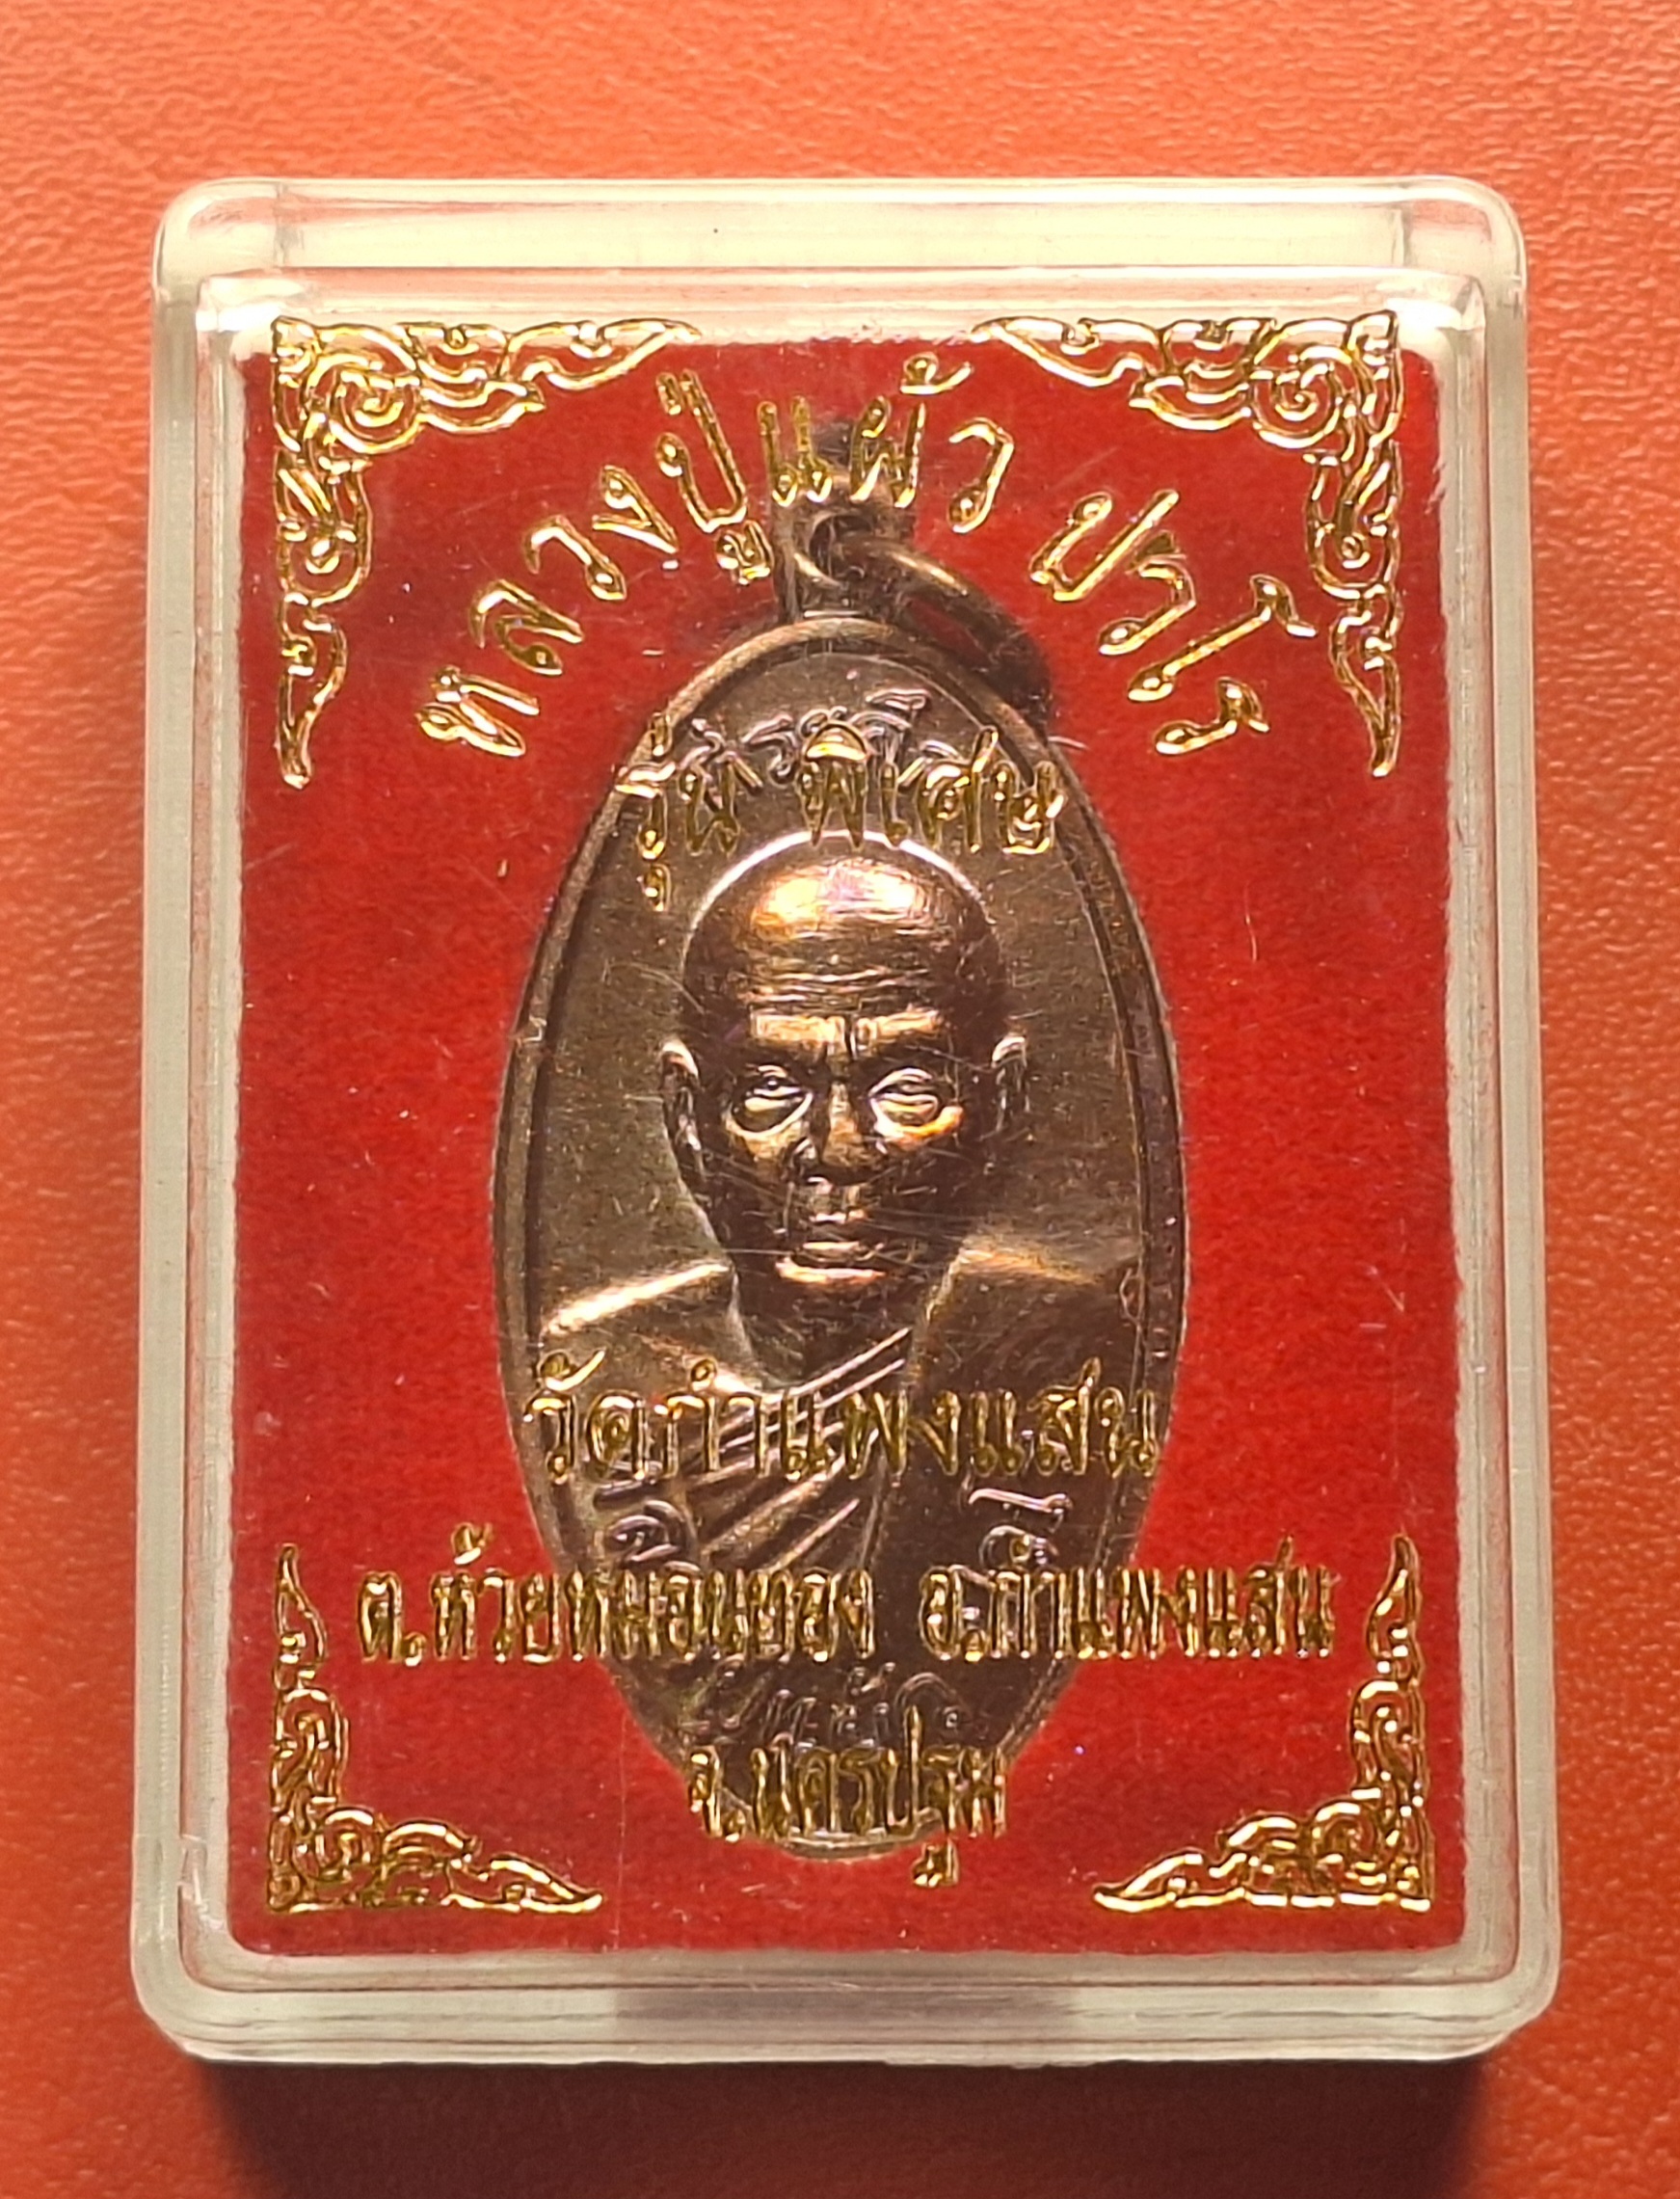 หลวงปู่แผ้ว ปวโร
รุ่น พิเศษ
วัดกำแพงแสน
ต.ห้วยหมอนทอง อ.กำแพงแสน
จ.นครปฐม